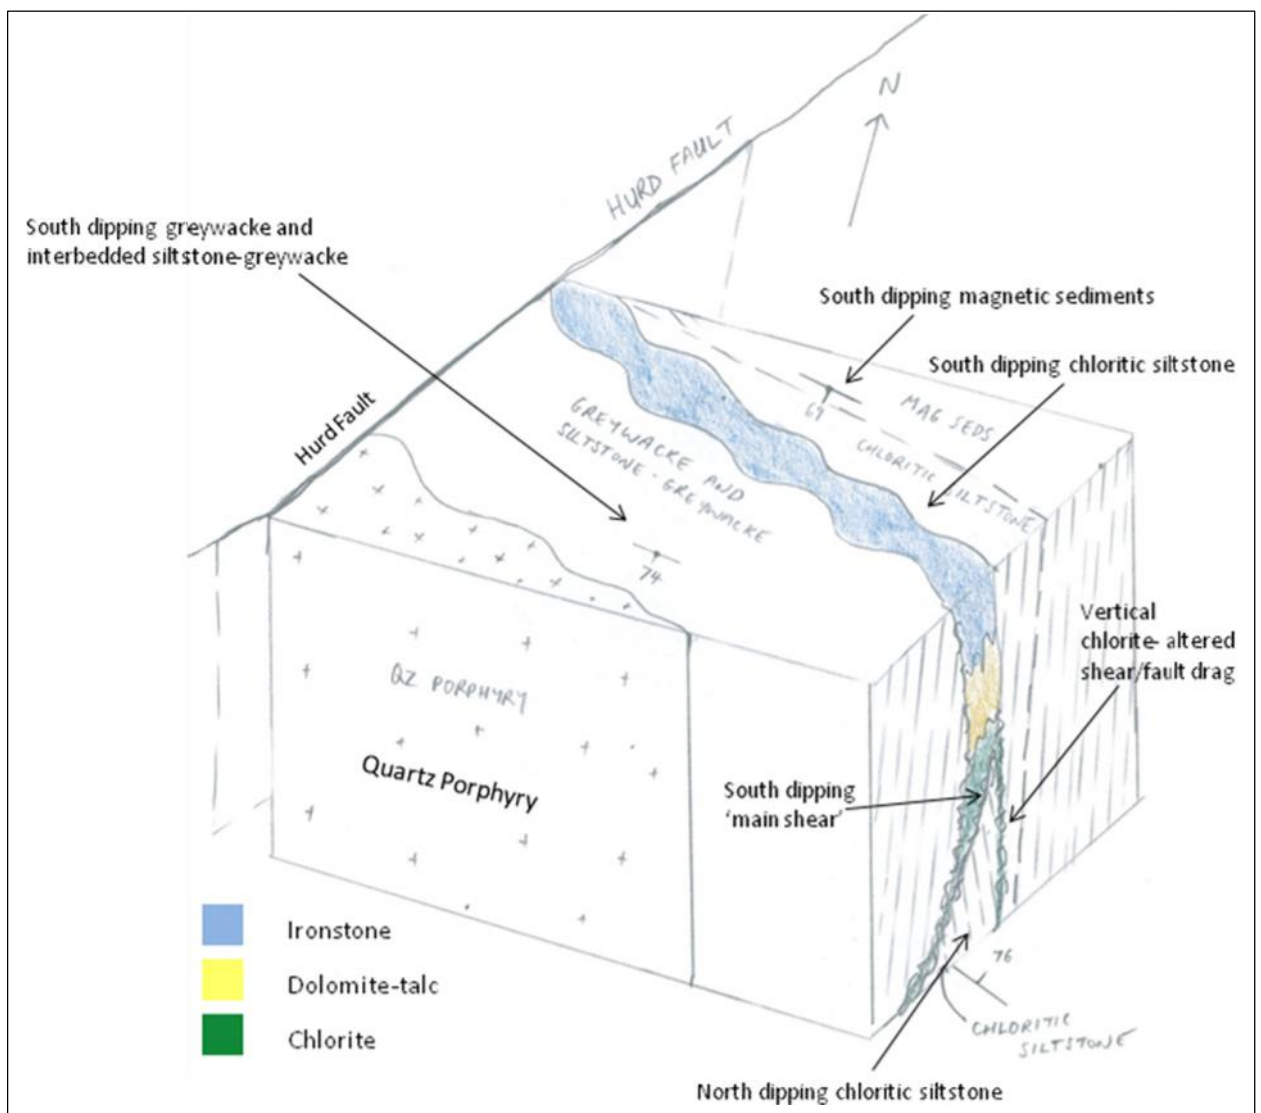 N
HURD FAULT
South dipping greywacke and
interbedded siltstone-greywacke
South dipping magnetic sediments
South dipping chloritic siltstone
Hurd Fault
69
MAG SEDS
GREYWACKE AND
SILTSTONE - GREYWACKE
CHLORITIC SILTSTONE
74
Vertical
chlorite- altered
shear/fault drag
QZ PORPHYRY
Quartz Porphyry
South dipping
'main shear'
Ironstone
Dolomite-talc
Chlorite
76
CHLORITIC
SILTSTONE
North dipping chloritic siltstone